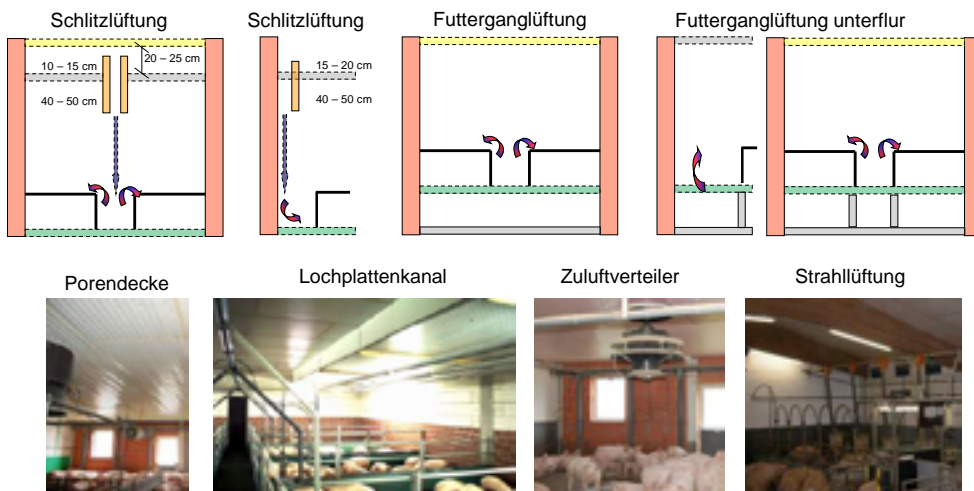 Schlitzlüftung
Schlitzlüftung
Futterganglüftung
Futterganglüftung unterflur
10 – 15 cm
20 – 25 cm
40 – 50 cm
15 – 20 cm
40 – 50 cm
Porendecke
Lochplattenkanal
Zuluftverteiler
Strahllüftung